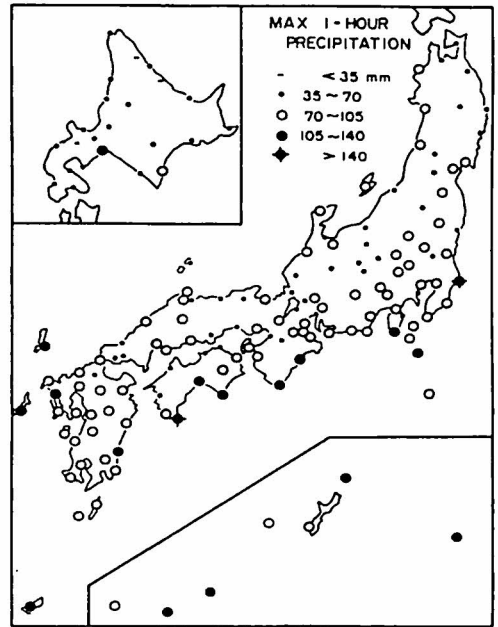 MAX 1-HOUR
PRECIPITATION
- < 35 mm
• 35~70
○ 70~105
● 105~140
✦ > 140